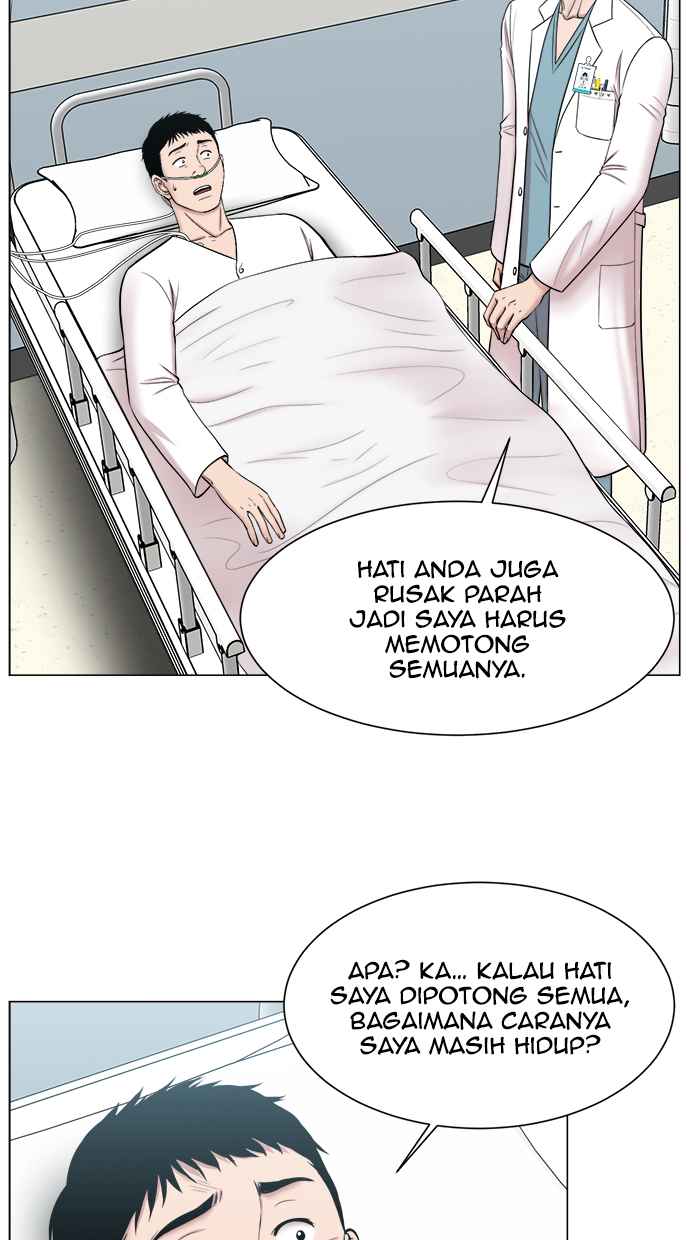 HATI ANDA JUGA
RUSAK PARAH
JADI SAYA HARUS
MEMOTONG
SEMUANYA.
APA? KA... KALAU HATI
SAYA DIPOTONG SEMUA,
BAGAIMANA CARANYA
SAYA MASIH HIDUP?